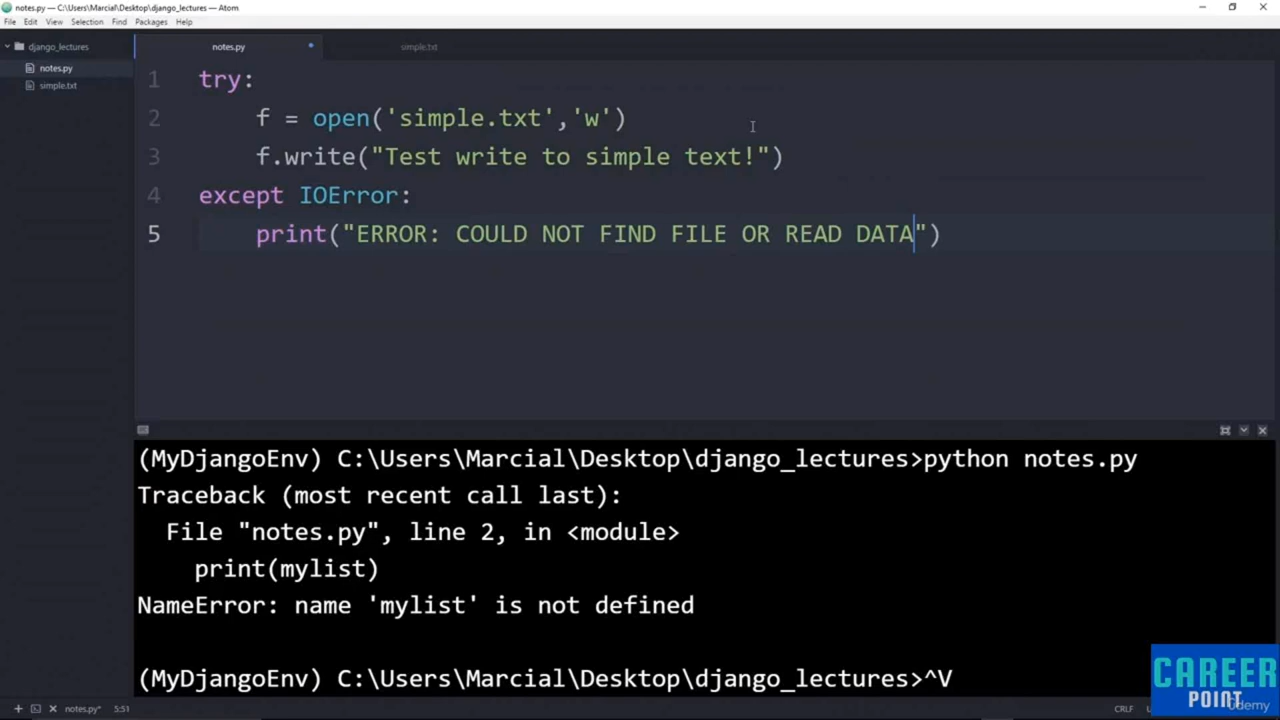 notes.py — C:\Users\Marcial\Desktop\django_lectures — Atom
File Edit View Selection Find Packages Help
django_lectures
notes.py
simple.txt
notes.py
simple.txt
1 try:
2 f = open('simple.txt','w')
3 f.write("Test write to simple text!")
4 except IOError:
5 print("ERROR: COULD NOT FIND FILE OR READ DATA")
(MyDjangoEnv) C:\Users\Marcial\Desktop\django_lectures>python notes.py
Traceback (most recent call last):
File "notes.py", line 2, in <module>
print(mylist)
NameError: name 'mylist' is not defined
(MyDjangoEnv) C:\Users\Marcial\Desktop\django_lectures>^V
notes.py* 5:51
CRLF
CAREER
POINT
Udemy